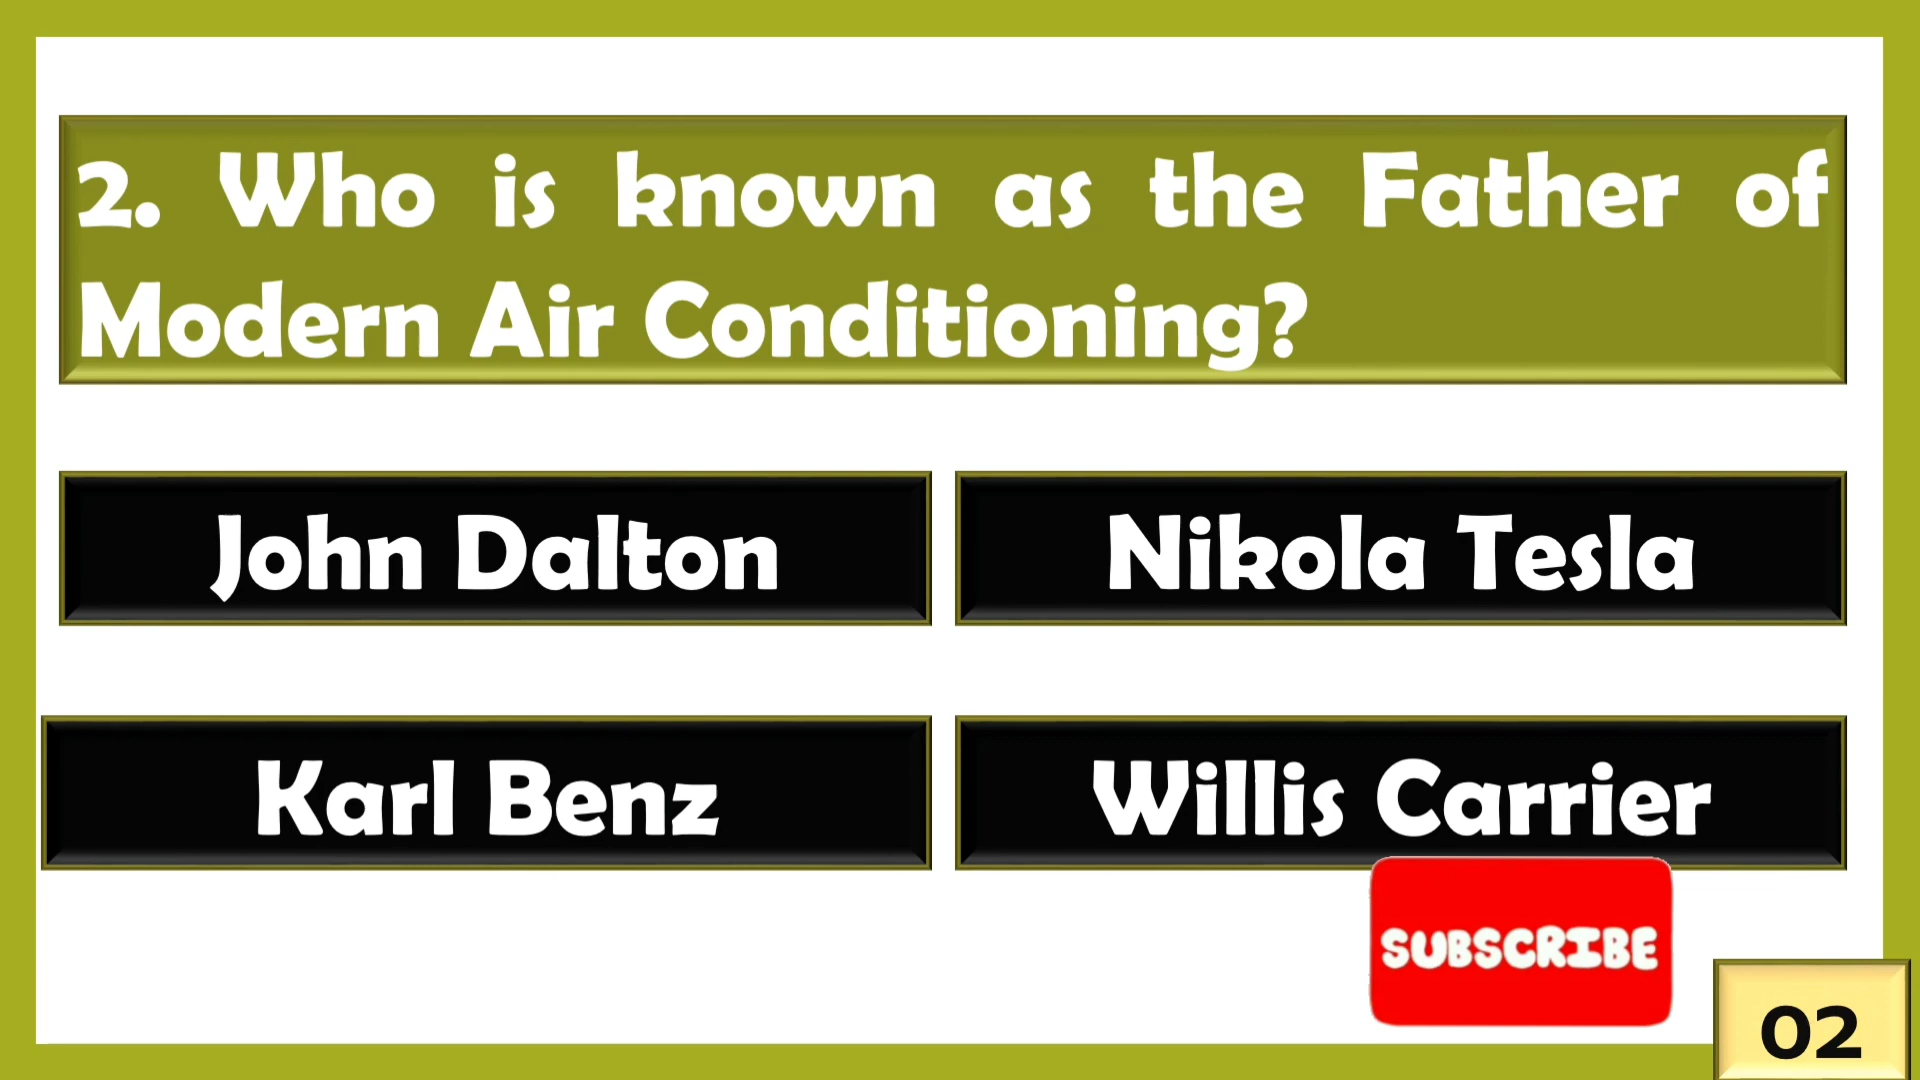 2. Who is known as the Father of
Modern Air Conditioning?
John Dalton
Nikola Tesla
Karl Benz
Willis Carrier
SUBSCRIBE
02